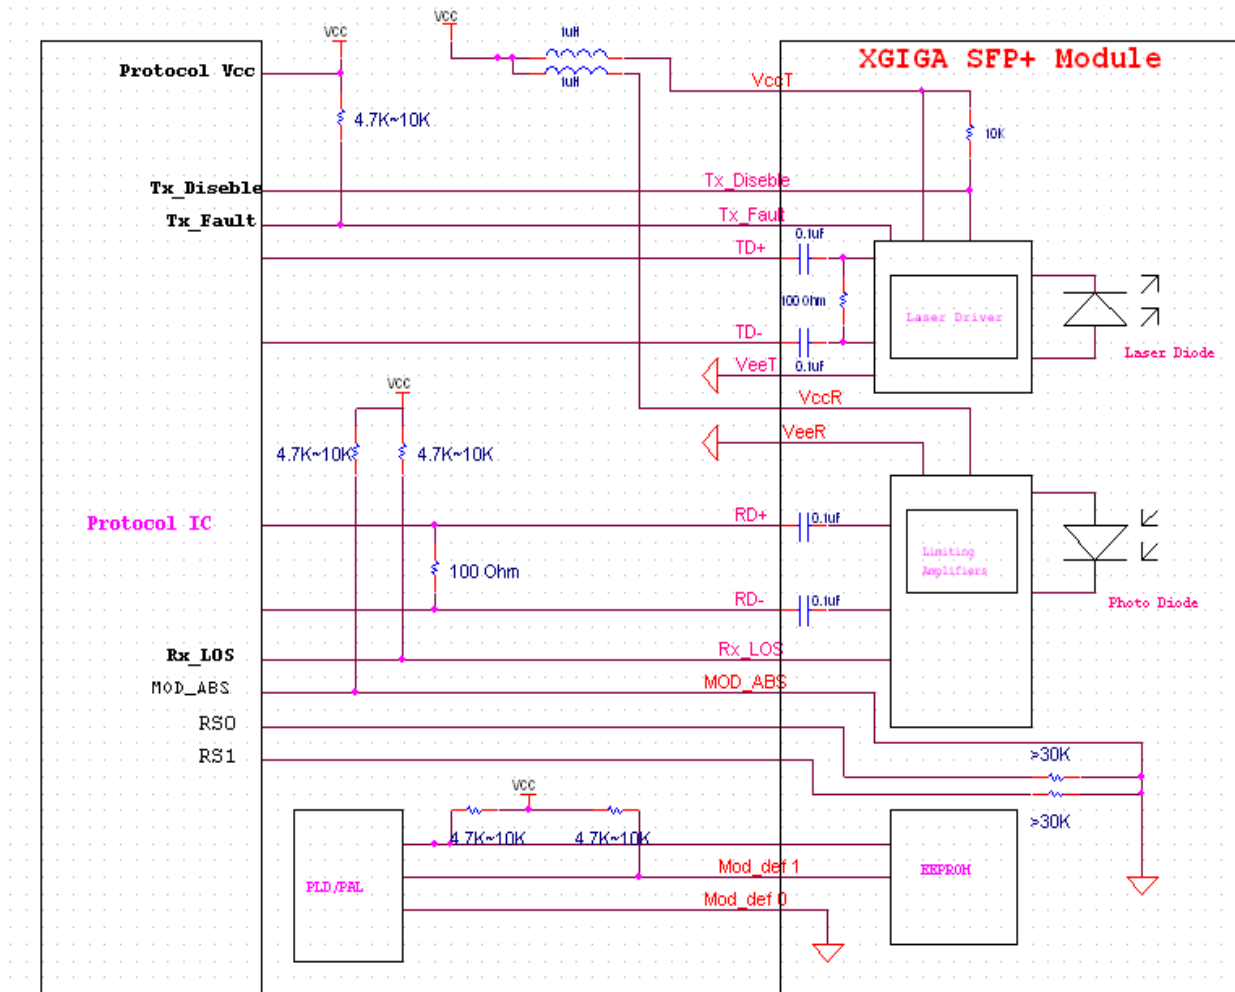 VCC
VCC
1uH
1uH
XGIGA SFP+ Module
Protocol Vcc
VccT
4.7K~10K
10K
Tx_Diseble
Tx_Diseble
Tx_Fault
Tx_Fault
0.1uF
TD+
100 Ohm
Laser Driver
TD-
Laser Diode
VeeT
0.1uF
VCC
VccR
VeeR
4.7K~10K
4.7K~10K
Protocol IC
RD+
0.1uF
Limiting
Amplifiers
100 Ohm
RD-
0.1uF
Photo Diode
Rx_LOS
Rx_LOS
MOD_ABS
MOD_ABS
RS0
RS1
>30K
VCC
>30K
4.7K~10K
4.7K~10K
PLD/PAL
Mod_def 1
EEPROM
Mod_def 0